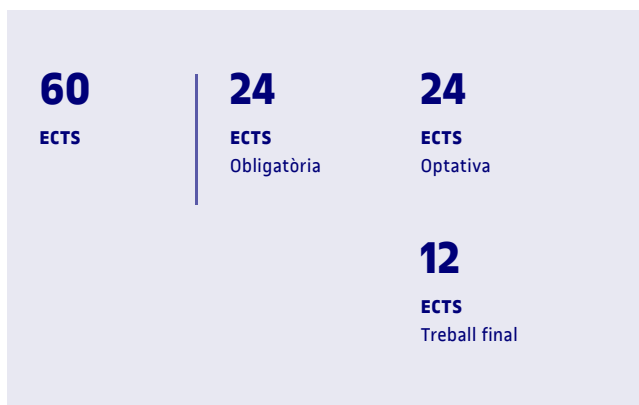 60
ECTS
24
ECTS
Obligatòria
24
ECTS
Optativa
12
ECTS
Treball final